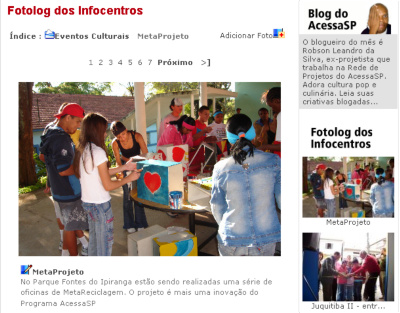 Fotolog dos Infocentros
Índice : Eventos Culturais MetaProjeto Adicionar Foto
1 2 3 4 5 6 7 Próximo >]
MetaProjeto
No Parque Fontes do Ipiranga estão sendo realizadas uma série de
oficinas de MetaReciclagem. O projeto é mais uma inovação do
Programa AcessaSP
Blog do
AcessaSP
O blogueiro do mês é
Robson Leandro da
Silva, ex-projetista que
trabalha na Rede de
Projetos do AcessaSP.
Adora cultura pop e
culinária. Leia suas
criativas blogadas...
Fotolog dos
Infocentros
MetaProjeto
Juquitiba II - entr...